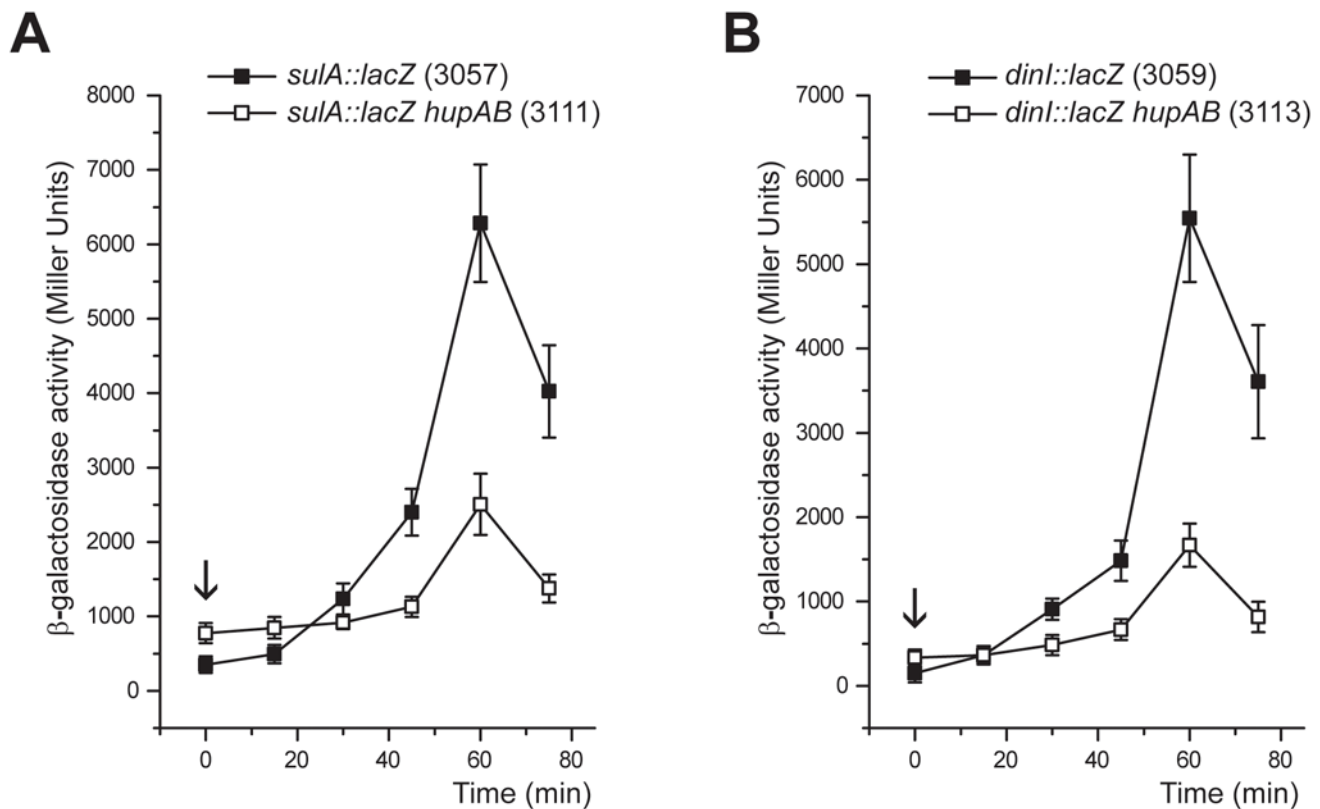 A
sulA::lacZ (3057)
sulA::lacZ hupAB (3111)
8000
7000
6000
5000
4000
3000
2000
1000
0
β-galactosidase activity (Miller Units)
0 20 40 60 80
Time (min)
B
dinI::lacZ (3059)
dinI::lacZ hupAB (3113)
7000
6000
5000
4000
3000
2000
1000
0
β-galactosidase activity (Miller Units)
0 20 40 60 80
Time (min)